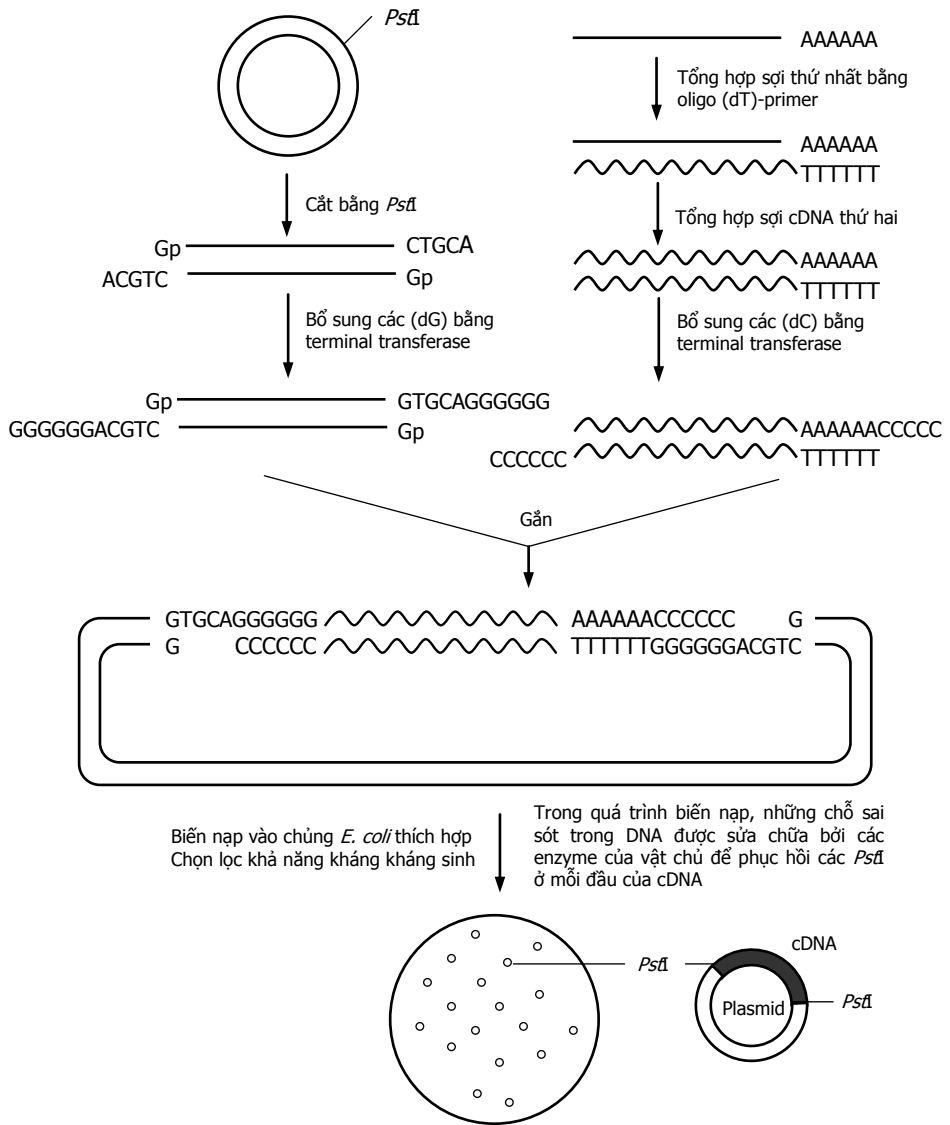 PstI
AAAAAA
Tổng hợp sợi thứ nhất bằng
oligo (dT)-primer
AAAAAA
TTTTTT
Cắt bằng PstI
Tổng hợp sợi cDNA thứ hai
Gp
CTGCA
ACGTC
Gp
AAAAAA
TTTTTT
Bổ sung các (dG) bằng
terminal transferase
Bổ sung các (dC) bằng
terminal transferase
Gp
GTGCAGGGGGG
GGGGGGACGTC
Gp
AAAAAACCCCC
CCCCCC
TTTTTT
Gắn
GTGCAGGGGGG
AAAAAACCCCCC
G
G
CCCCCC
TTTTTTGGGGGGACGTC
Biến nạp vào chủng E. coli thích hợp
Chọn lọc khả năng kháng kháng sinh
Trong quá trình biến nạp, những chỗ sai
sót trong DNA được sửa chữa bởi các
enzyme của vật chủ để phục hồi các PstI
ở mỗi đầu của cDNA
cDNA
PstI
Plasmid
PstI